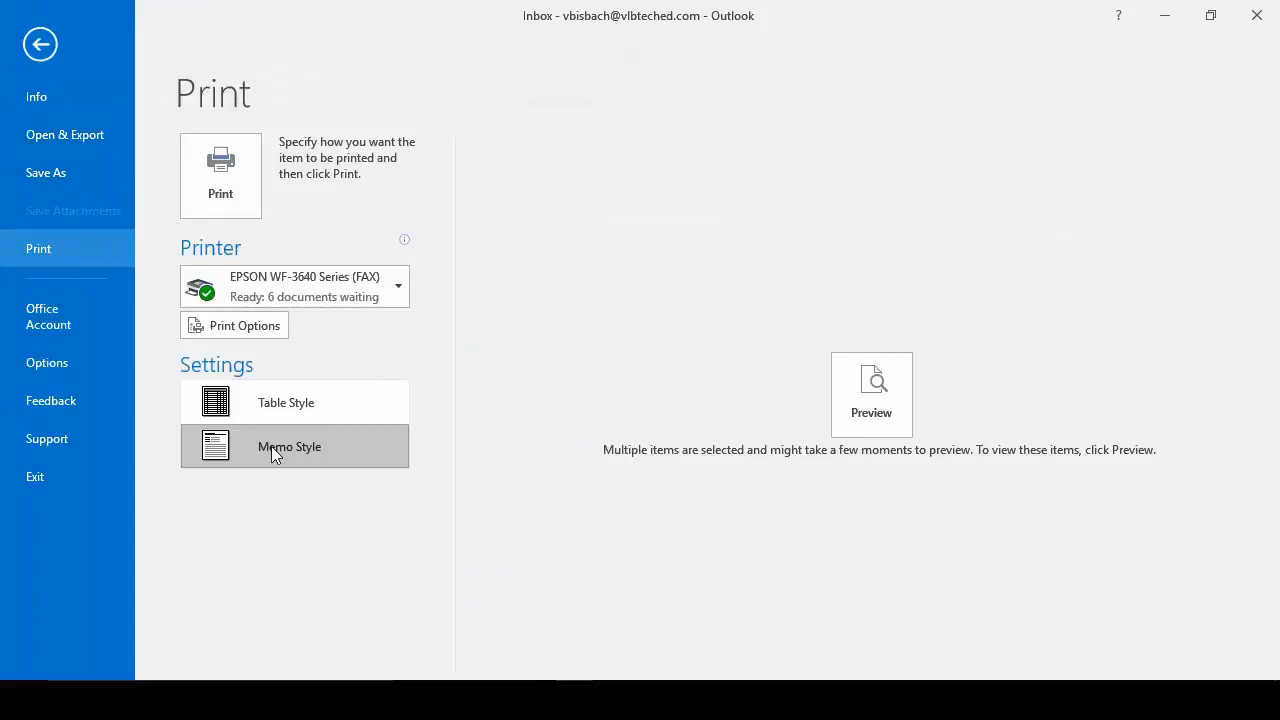 Inbox - vbisbach@vlbteched.com - Outlook
?
Info
Open & Export
Save As
Save Attachments
Print
Office
Account
Options
Feedback
Support
Exit
Print
Print
Specify how you want the
item to be printed and
then click Print.
Printer
EPSON WF-3640 Series (FAX)
Ready: 6 documents waiting
Print Options
Settings
Table Style
Memo Style
Preview
Multiple items are selected and might take a few moments to preview. To view these items, click Preview.